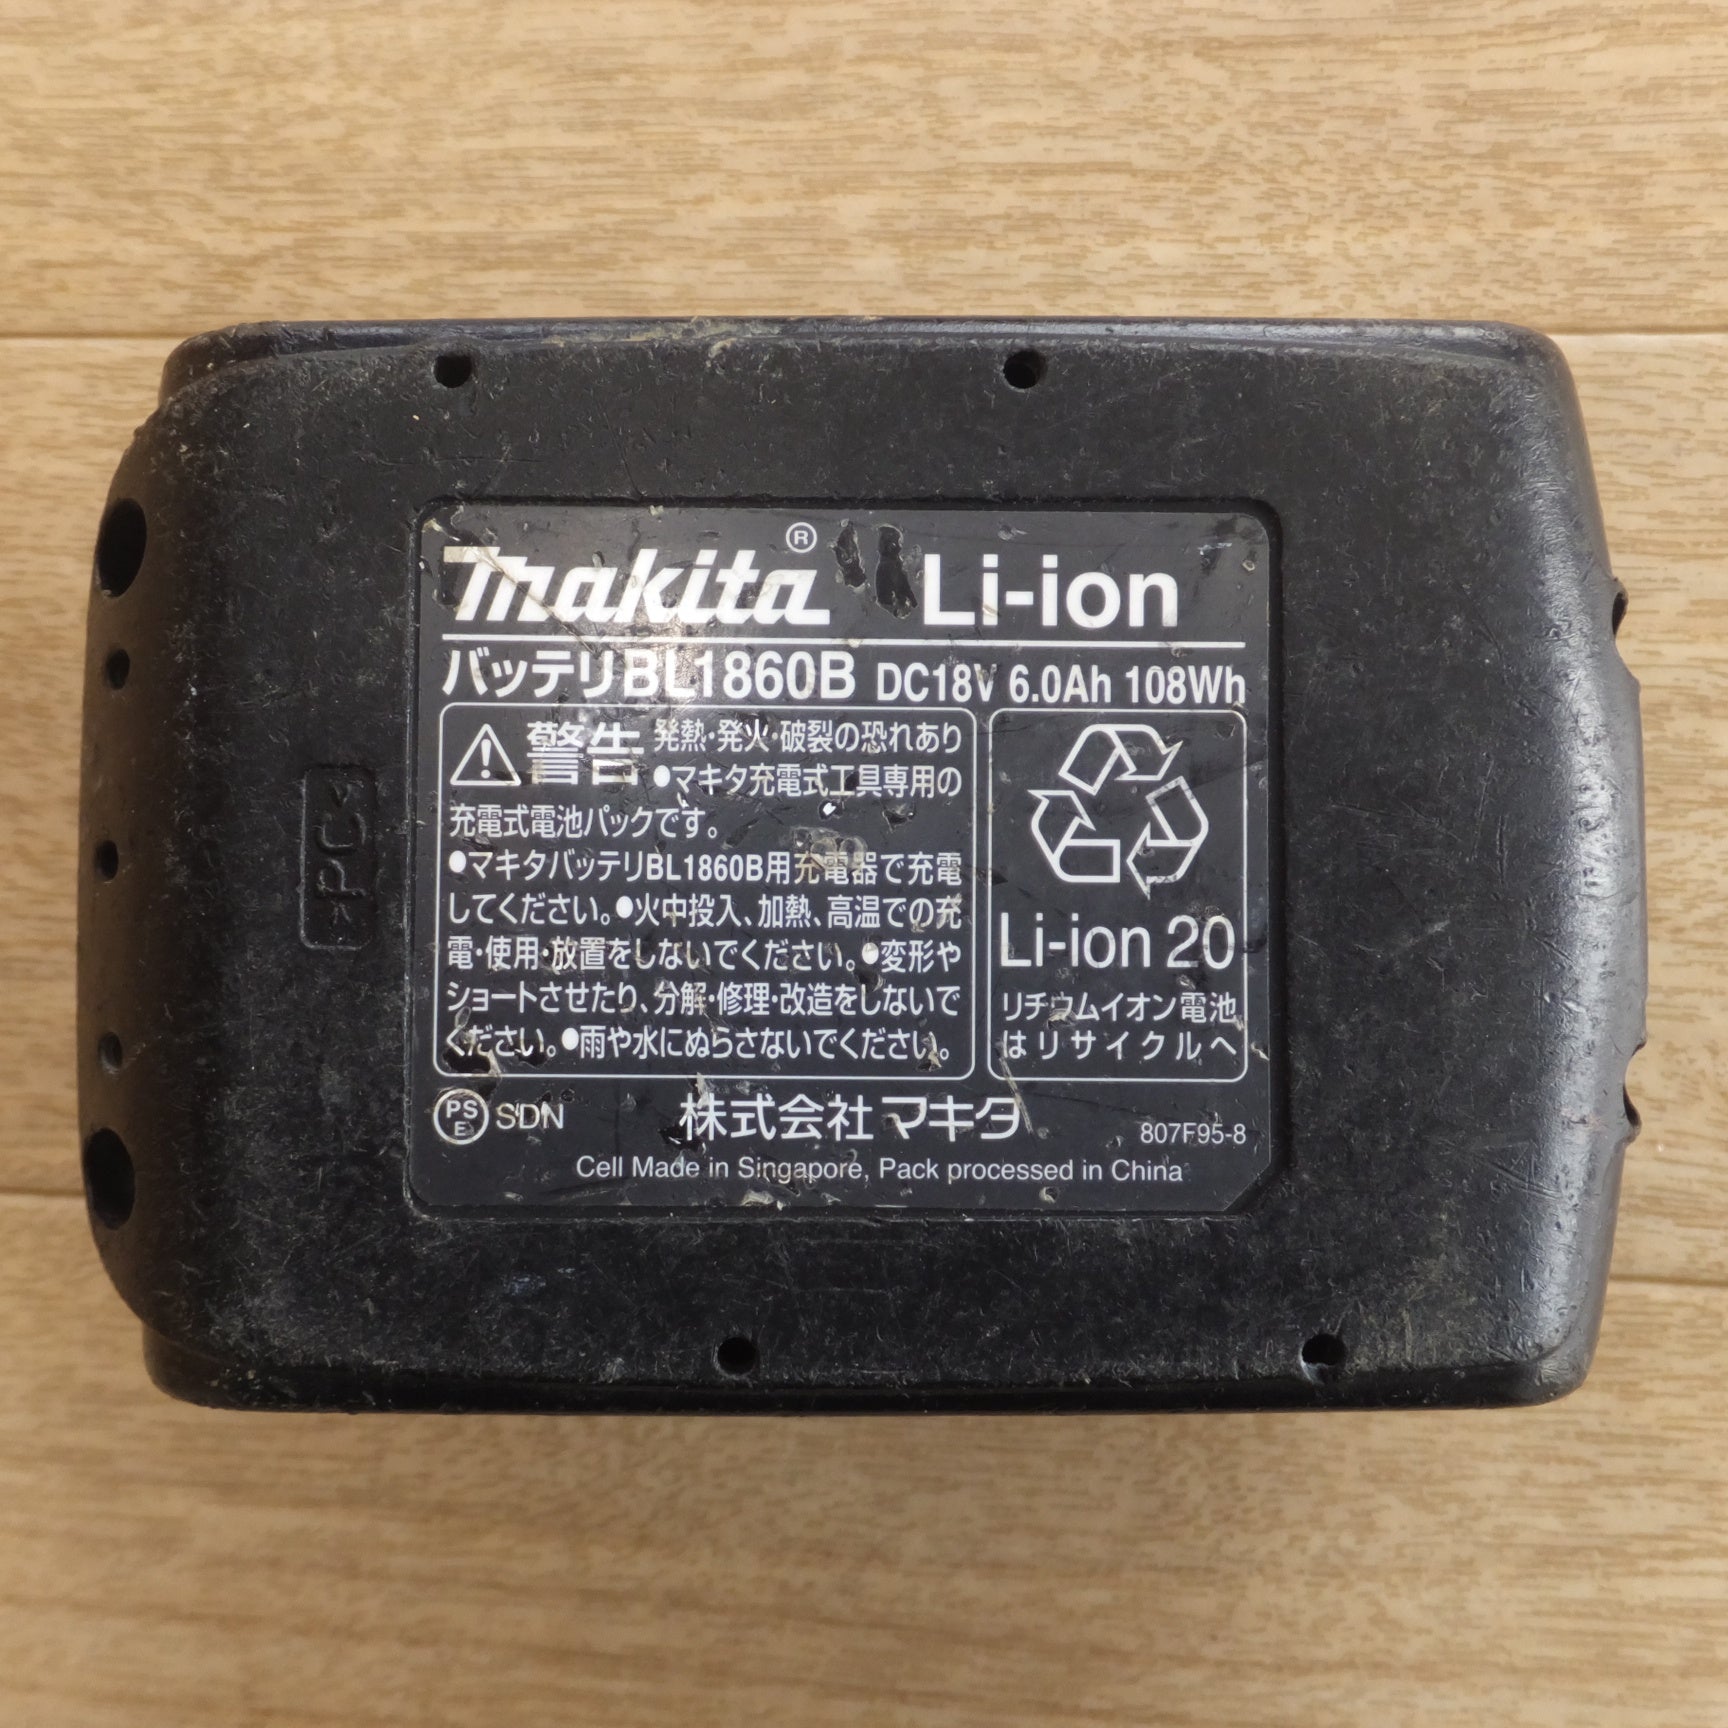 makita® Li-ion
バッテリBL1860B DC18V 6.0Ah 108Wh
警告 発熱・発火・破裂の恐れあり
●マキタ充電式工具専用の
充電式電池パックです。
●マキタバッテリBL1860B用充電器で充電
してください。●火中投入、加熱、高温での充
電・使用・放置をしないでください。●変形や
ショートさせたり、分解・修理・改造をしないで
ください。●雨や水にぬらさないでください。
Li-ion 20
リチウムイオン電池
はリサイクルへ
PSE SDN 株式会社マキタ 807F95-8
Cell Made in Singapore, Pack processed in China
>PC<